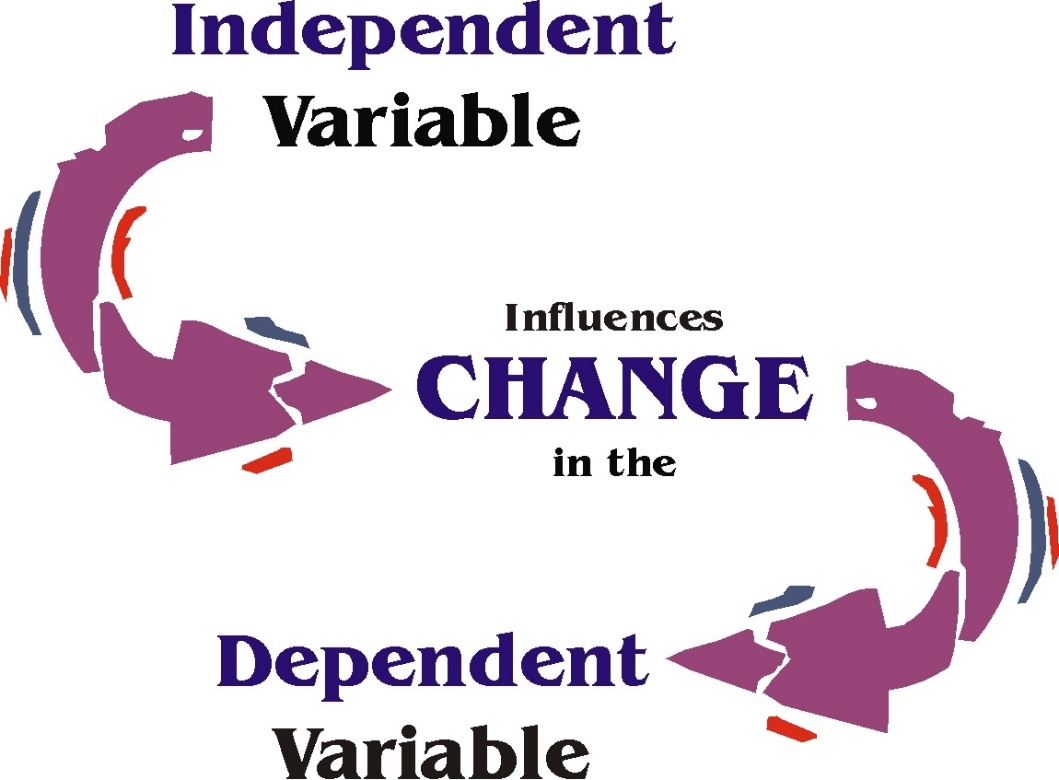 Independent
Variable
Influences
CHANGE
in the
Dependent
Variable